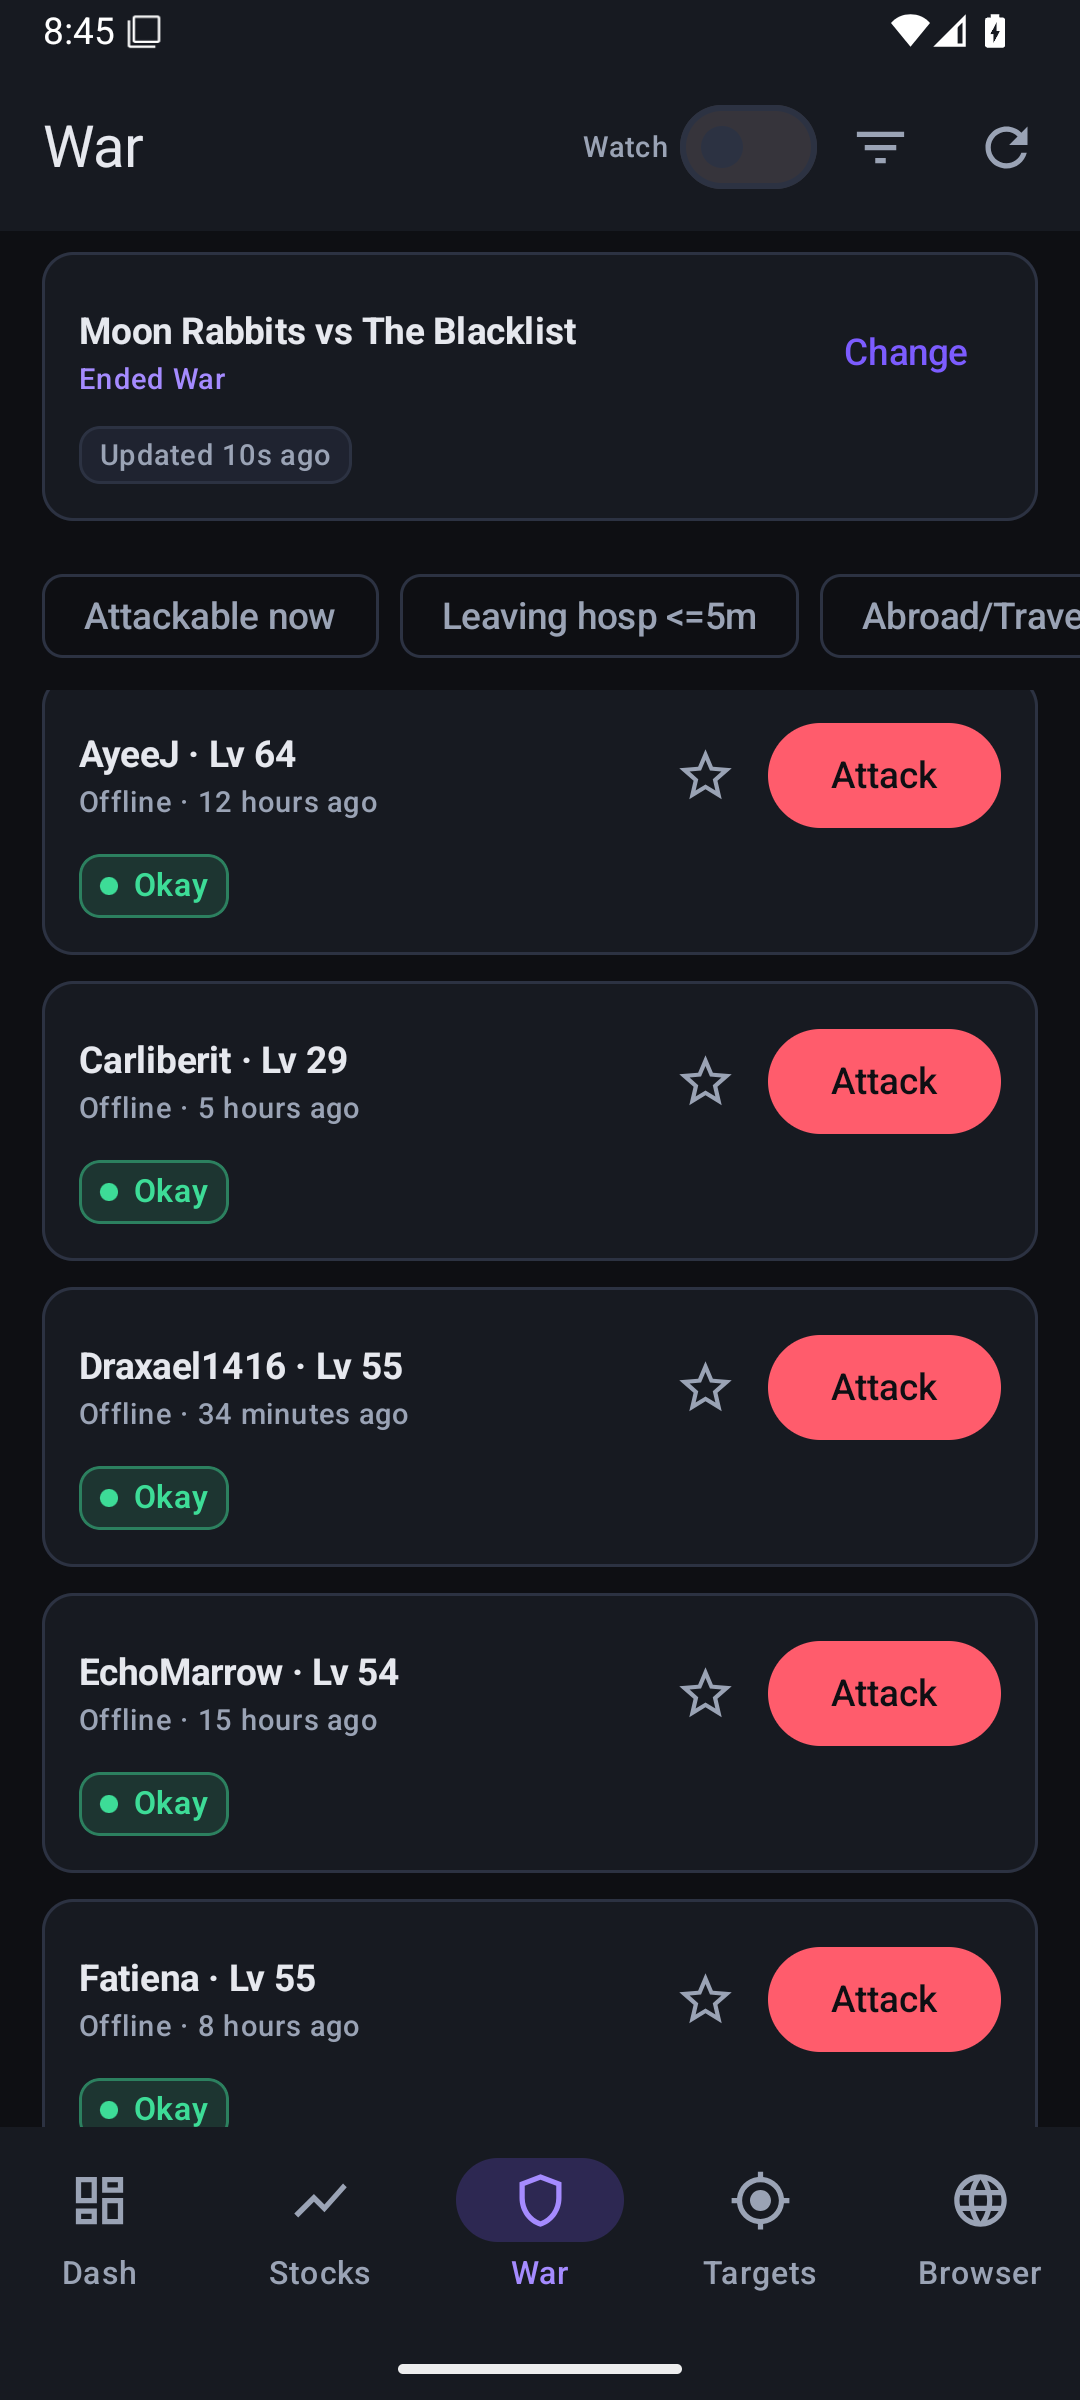 8:45
War
Watch
Moon Rabbits vs The Blacklist
Ended War
Change
Updated 10s ago
Attackable now
Leaving hosp <=5m
Abroad/Trave
AyeeJ · Lv 64
Offline · 12 hours ago
Attack
Okay
Carliberit · Lv 29
Offline · 5 hours ago
Attack
Okay
Draxael1416 · Lv 55
Offline · 34 minutes ago
Attack
Okay
EchoMarrow · Lv 54
Offline · 15 hours ago
Attack
Okay
Fatiena · Lv 55
Offline · 8 hours ago
Attack
Okay
Dash
Stocks
War
Targets
Browser